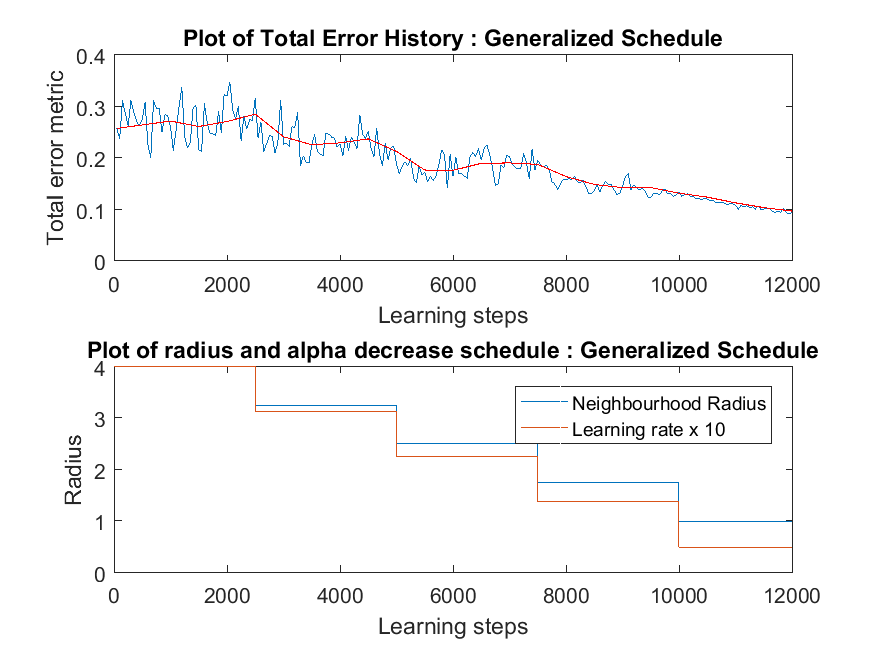 Plot of Total Error History : Generalized Schedule
Total error metric
0.4
0.3
0.2
0.1
0
0 2000 4000 6000 8000 10000 12000
Learning steps
Plot of radius and alpha decrease schedule : Generalized Schedule
Radius
4
3
2
1
0
Neighbourhood Radius
Learning rate x 10
0 2000 4000 6000 8000 10000 12000
Learning steps